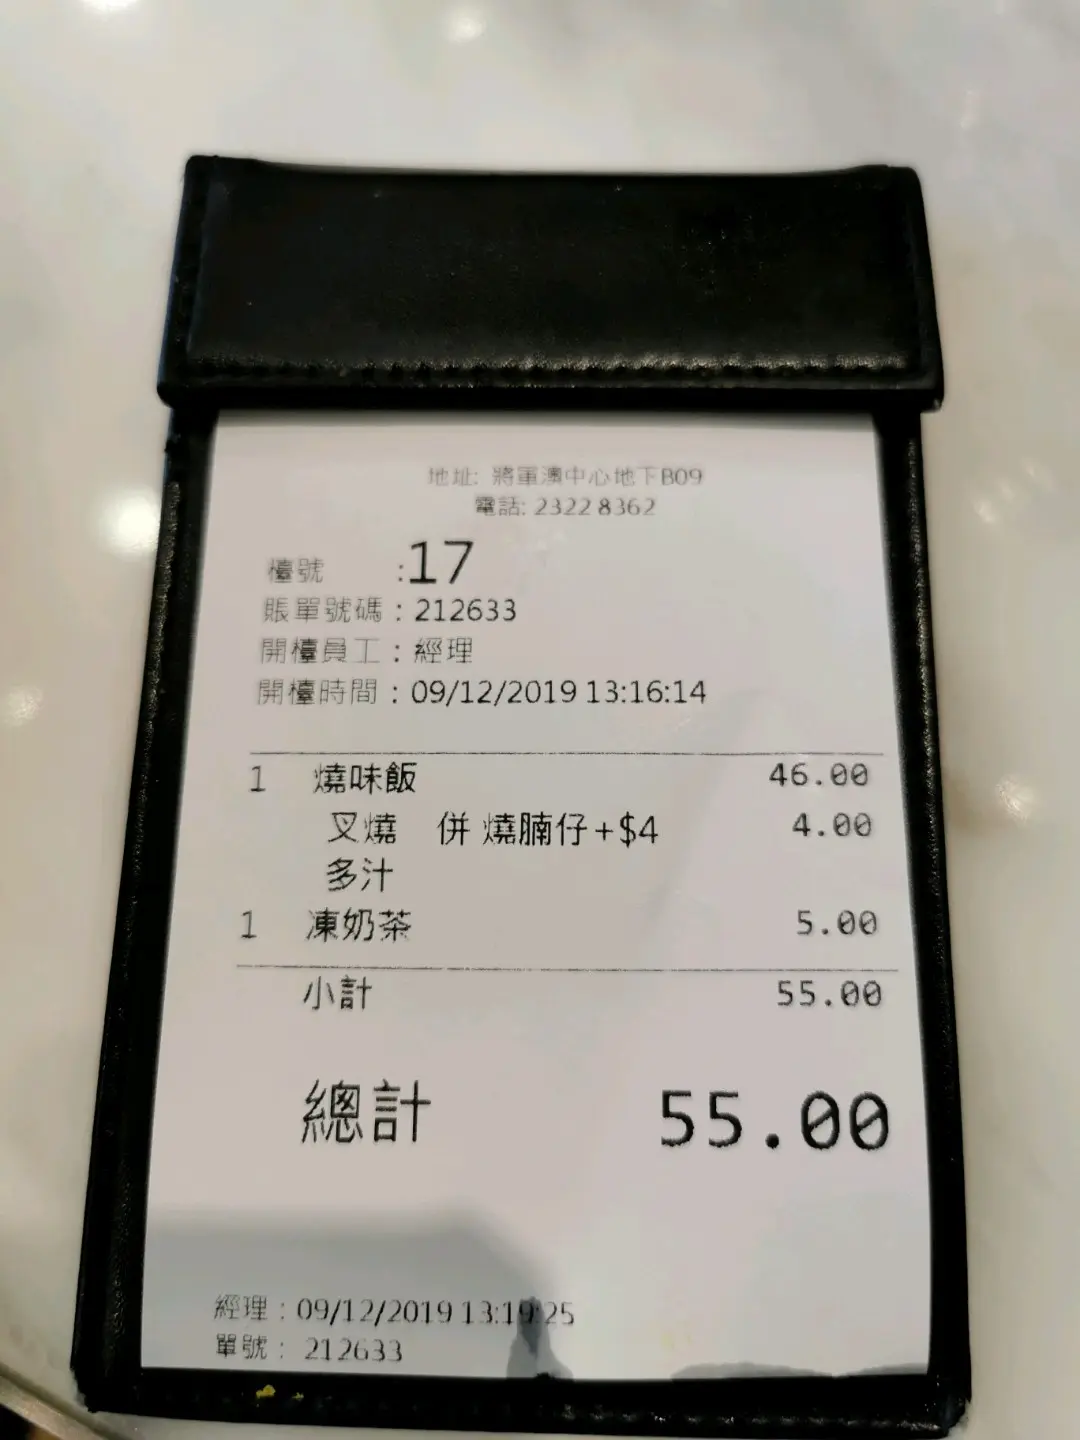 地址: 將軍澳中心地下B09
電話: 2322 8362
檯號 :17
賬單號碼 : 212633
開檯員工 : 經理
開檯時間 : 09/12/2019 13:16:14
1 燒味飯 46.00
叉燒 併 燒腩仔+$4 4.00
多汁
1 凍奶茶 5.00
小計 55.00
總計 55.00
經理 : 09/12/2019 13:19:25
單號 : 212633